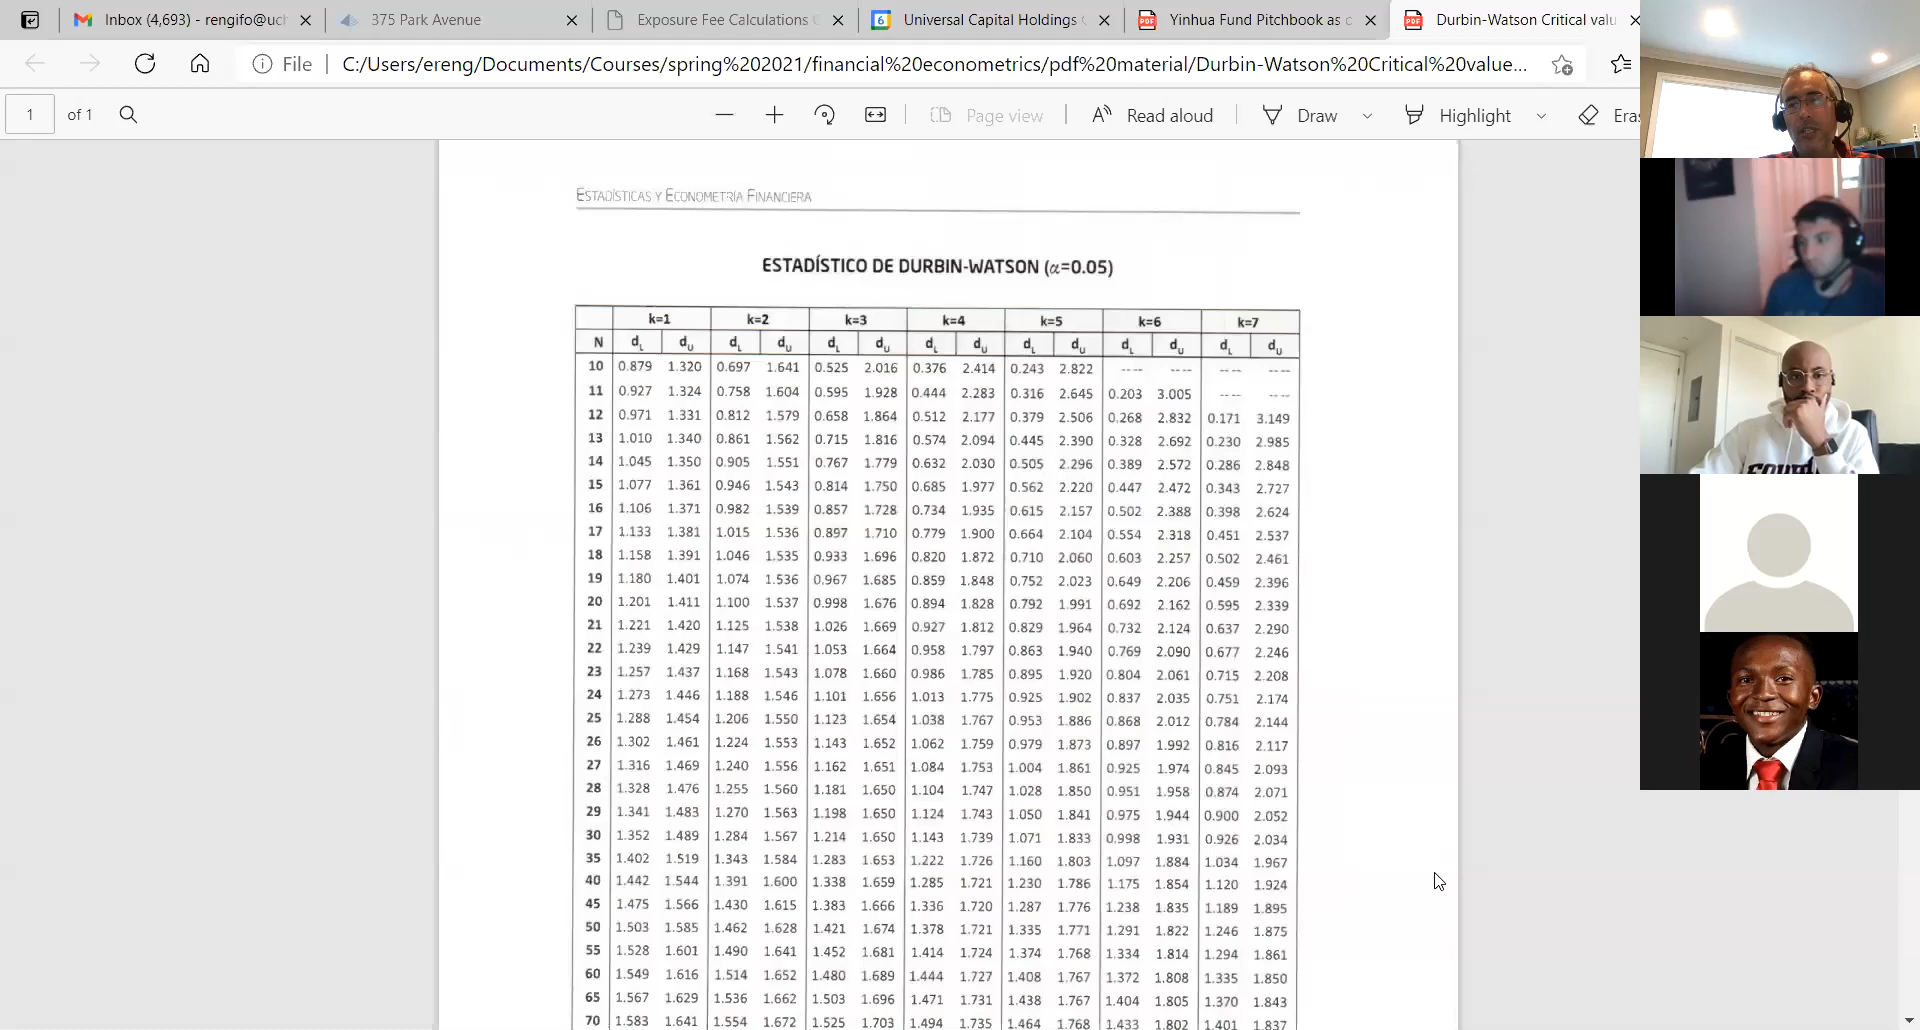 Inbox (4,693) - rengifo@uch
375 Park Avenue
Exposure Fee Calculations
Universal Capital Holdings
Yinhua Fund Pitchbook as
Durbin-Watson Critical valu
File C:/Users/ereng/Documents/Courses/spring%202021/financial%20econometrics/pdf%20material/Durbin-Watson%20Critical%20value...
1 of 1 Page view Read aloud Draw Highlight Eras
ESTADÍSTICAS Y ECONOMETRÍA FINANCIERA
ESTADÍSTICO DE DURBIN-WATSON (α=0.05)
k=1 k=2 k=3 k=4 k=5 k=6 k=7
N dL dU dL dU dL dU dL dU dL dU dL dU dL dU
10 0.879 1.320 0.697 1.641 0.525 2.016 0.376 2.414 0.243 2.822 ---- ---- ---- ----
11 0.927 1.324 0.758 1.604 0.595 1.928 0.444 2.283 0.316 2.645 0.203 3.005 ---- ----
12 0.971 1.331 0.812 1.579 0.658 1.864 0.512 2.177 0.379 2.506 0.268 2.832 0.171 3.149
13 1.010 1.340 0.861 1.562 0.715 1.816 0.574 2.094 0.445 2.390 0.328 2.692 0.230 2.985
14 1.045 1.350 0.905 1.551 0.767 1.779 0.632 2.030 0.505 2.296 0.389 2.572 0.286 2.848
15 1.077 1.361 0.946 1.543 0.814 1.750 0.685 1.977 0.562 2.220 0.447 2.472 0.343 2.727
16 1.106 1.371 0.982 1.539 0.857 1.728 0.734 1.935 0.615 2.157 0.502 2.388 0.398 2.624
17 1.133 1.381 1.015 1.536 0.897 1.710 0.779 1.900 0.664 2.104 0.554 2.318 0.451 2.537
18 1.158 1.391 1.046 1.535 0.933 1.696 0.820 1.872 0.710 2.060 0.603 2.257 0.502 2.461
19 1.180 1.401 1.074 1.536 0.967 1.685 0.859 1.848 0.752 2.023 0.649 2.206 0.459 2.396
20 1.201 1.411 1.100 1.537 0.998 1.676 0.894 1.828 0.792 1.991 0.692 2.162 0.595 2.339
21 1.221 1.420 1.125 1.538 1.026 1.669 0.927 1.812 0.829 1.964 0.732 2.124 0.637 2.290
22 1.239 1.429 1.147 1.541 1.053 1.664 0.958 1.797 0.863 1.940 0.769 2.090 0.677 2.246
23 1.257 1.437 1.168 1.543 1.078 1.660 0.986 1.785 0.895 1.920 0.804 2.061 0.715 2.208
24 1.273 1.446 1.188 1.546 1.101 1.656 1.013 1.775 0.925 1.902 0.837 2.035 0.751 2.174
25 1.288 1.454 1.206 1.550 1.123 1.654 1.038 1.767 0.953 1.886 0.868 2.012 0.784 2.144
26 1.302 1.461 1.224 1.553 1.143 1.652 1.062 1.759 0.979 1.873 0.897 1.992 0.816 2.117
27 1.316 1.469 1.240 1.556 1.162 1.651 1.084 1.753 1.004 1.861 0.925 1.974 0.845 2.093
28 1.328 1.476 1.255 1.560 1.181 1.650 1.104 1.747 1.028 1.850 0.951 1.958 0.874 2.071
29 1.341 1.483 1.270 1.563 1.198 1.650 1.124 1.743 1.050 1.841 0.975 1.944 0.900 2.052
30 1.352 1.489 1.284 1.567 1.214 1.650 1.143 1.739 1.071 1.833 0.998 1.931 0.926 2.034
35 1.402 1.519 1.343 1.584 1.283 1.653 1.222 1.726 1.160 1.803 1.097 1.884 1.034 1.967
40 1.442 1.544 1.391 1.600 1.338 1.659 1.285 1.721 1.230 1.786 1.175 1.854 1.120 1.924
45 1.475 1.566 1.430 1.615 1.383 1.666 1.336 1.720 1.287 1.776 1.238 1.835 1.189 1.895
50 1.503 1.585 1.462 1.628 1.421 1.674 1.378 1.721 1.335 1.771 1.291 1.822 1.246 1.875
55 1.528 1.601 1.490 1.641 1.452 1.681 1.414 1.724 1.374 1.768 1.334 1.814 1.294 1.861
60 1.549 1.616 1.514 1.652 1.480 1.689 1.444 1.727 1.408 1.767 1.372 1.808 1.335 1.850
65 1.567 1.629 1.536 1.662 1.503 1.696 1.471 1.731 1.438 1.767 1.404 1.805 1.370 1.843
70 1.583 1.641 1.554 1.672 1.525 1.703 1.494 1.735 1.464 1.768 1.433 1.802 1.401 1.837